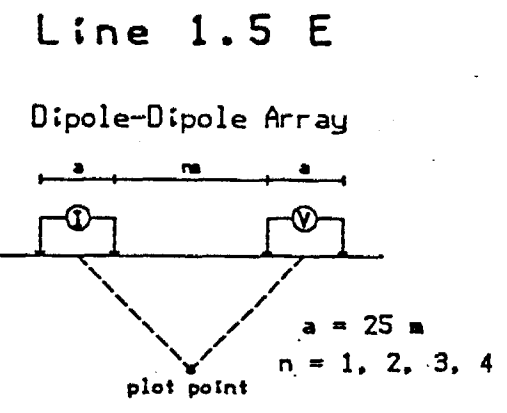 Line 1.5 E
Dipole-Dipole Array
a na a
I V
a = 25 m
n = 1, 2, 3, 4
plot point